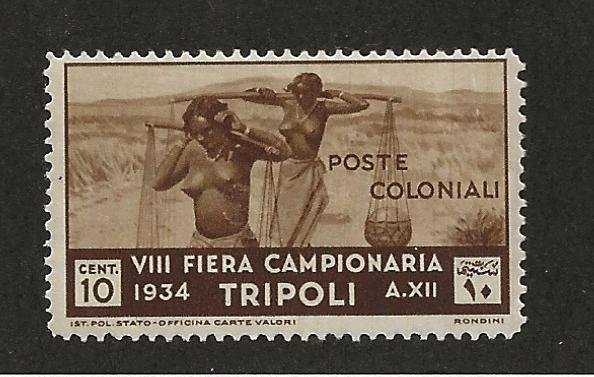 POSTE
COLONIALI
VIII FIERA CAMPIONARIA
CENT.
10
1934 TRIPOLI A.XII
١٠
IST. POL. STATO - OFFICINA CARTE VALORI
RONDINI